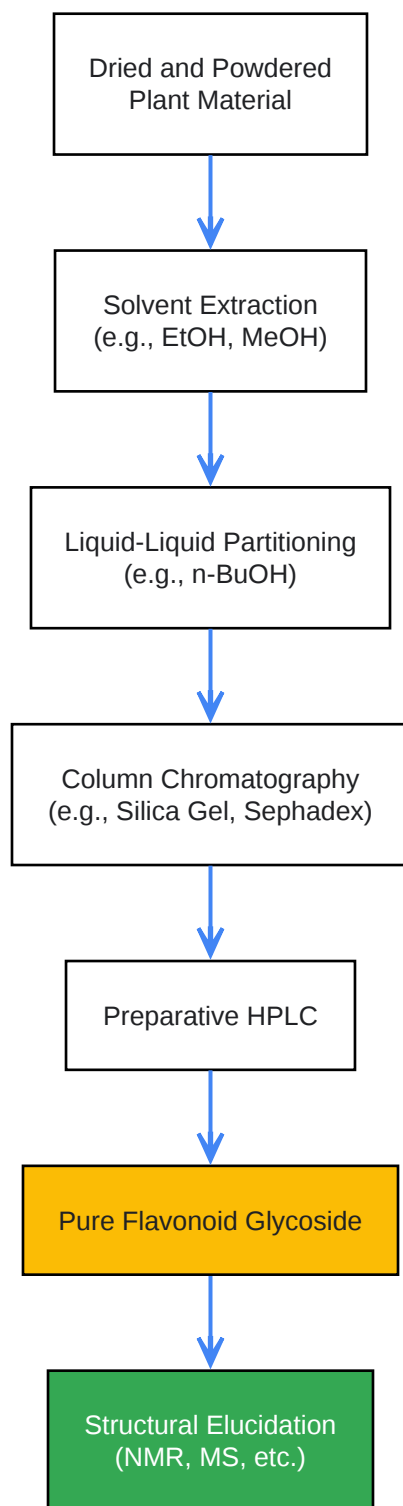 Dried and Powdered
Plant Material
Solvent Extraction
(e.g., EtOH, MeOH)
Liquid-Liquid Partitioning
(e.g., n-BuOH)
Column Chromatography
(e.g., Silica Gel, Sephadex)
Preparative HPLC
Pure Flavonoid Glycoside
Structural Elucidation
(NMR, MS, etc.)